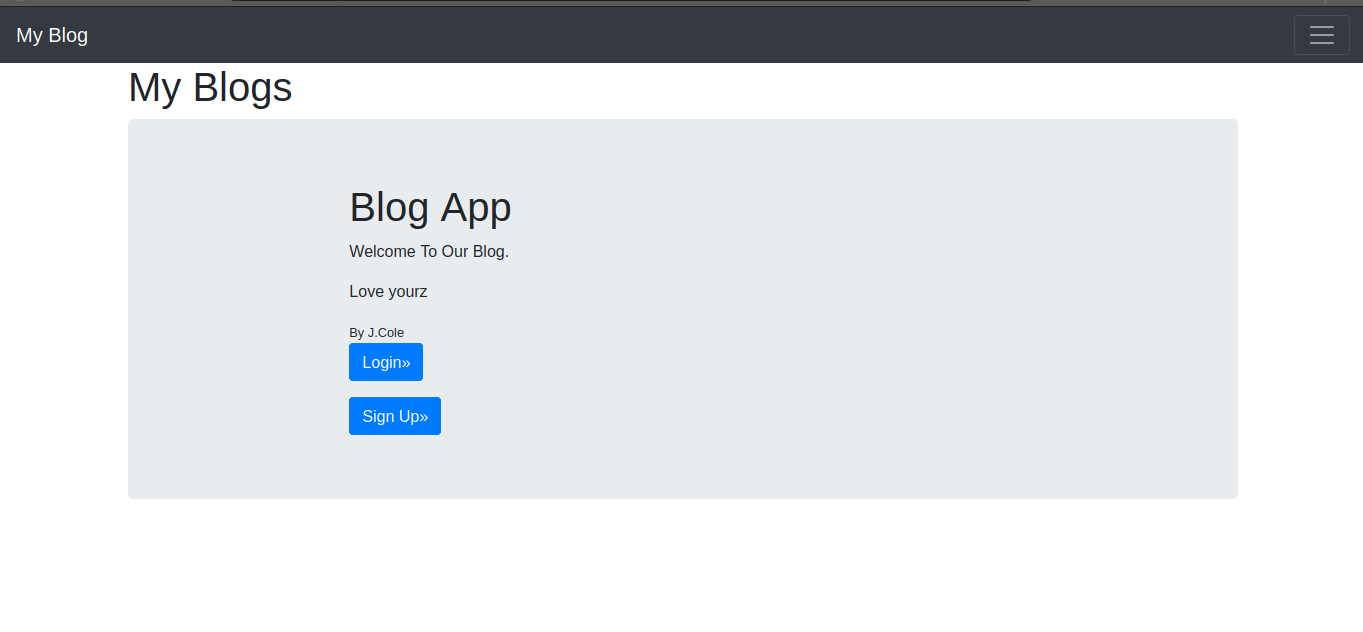 My Blog
My Blogs
Blog App
Welcome To Our Blog.
Love yourz
By J.Cole
Login»
Sign Up»